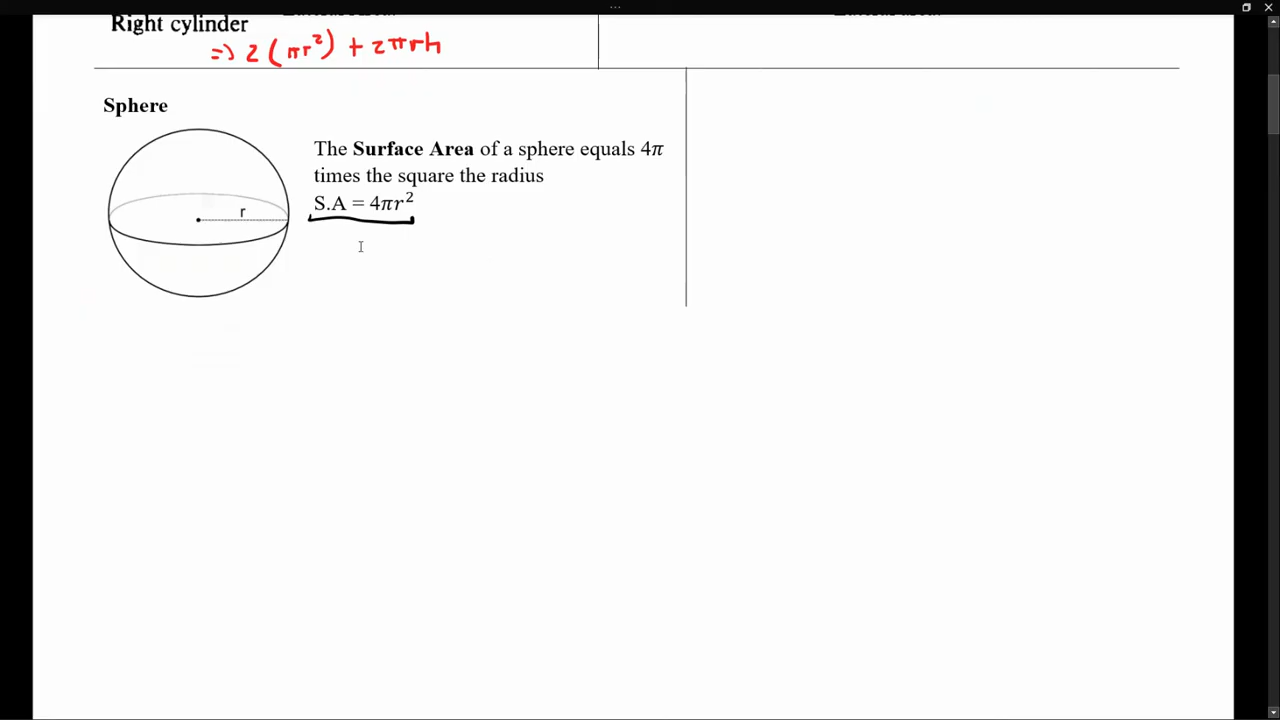 Right cylinder
=> 2 (πr²) + 2πrh
Sphere
r
The Surface Area of a sphere equals 4π
times the square the radius
S.A = 4πr²